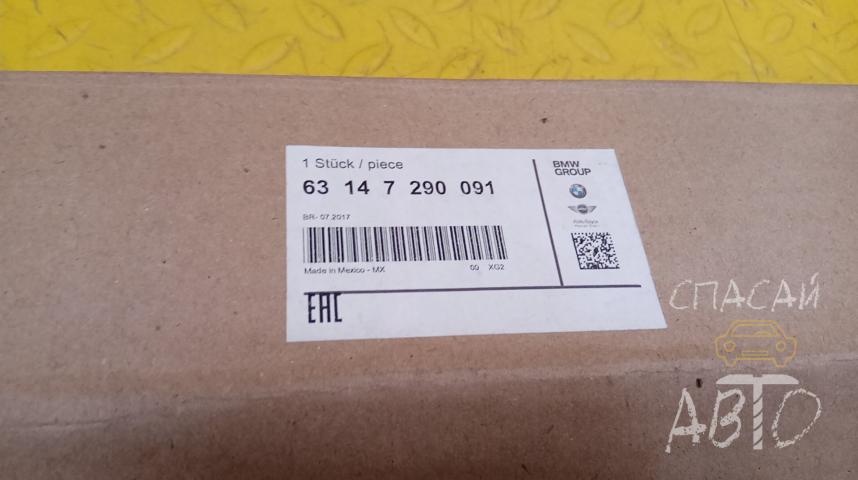 1 Stück / piece
63 14 7 290 091
BR- 07.2017
Made in Mexico - MX 00 XG2
EAC
BMW
GROUP
СПАСАЙ
АВТО